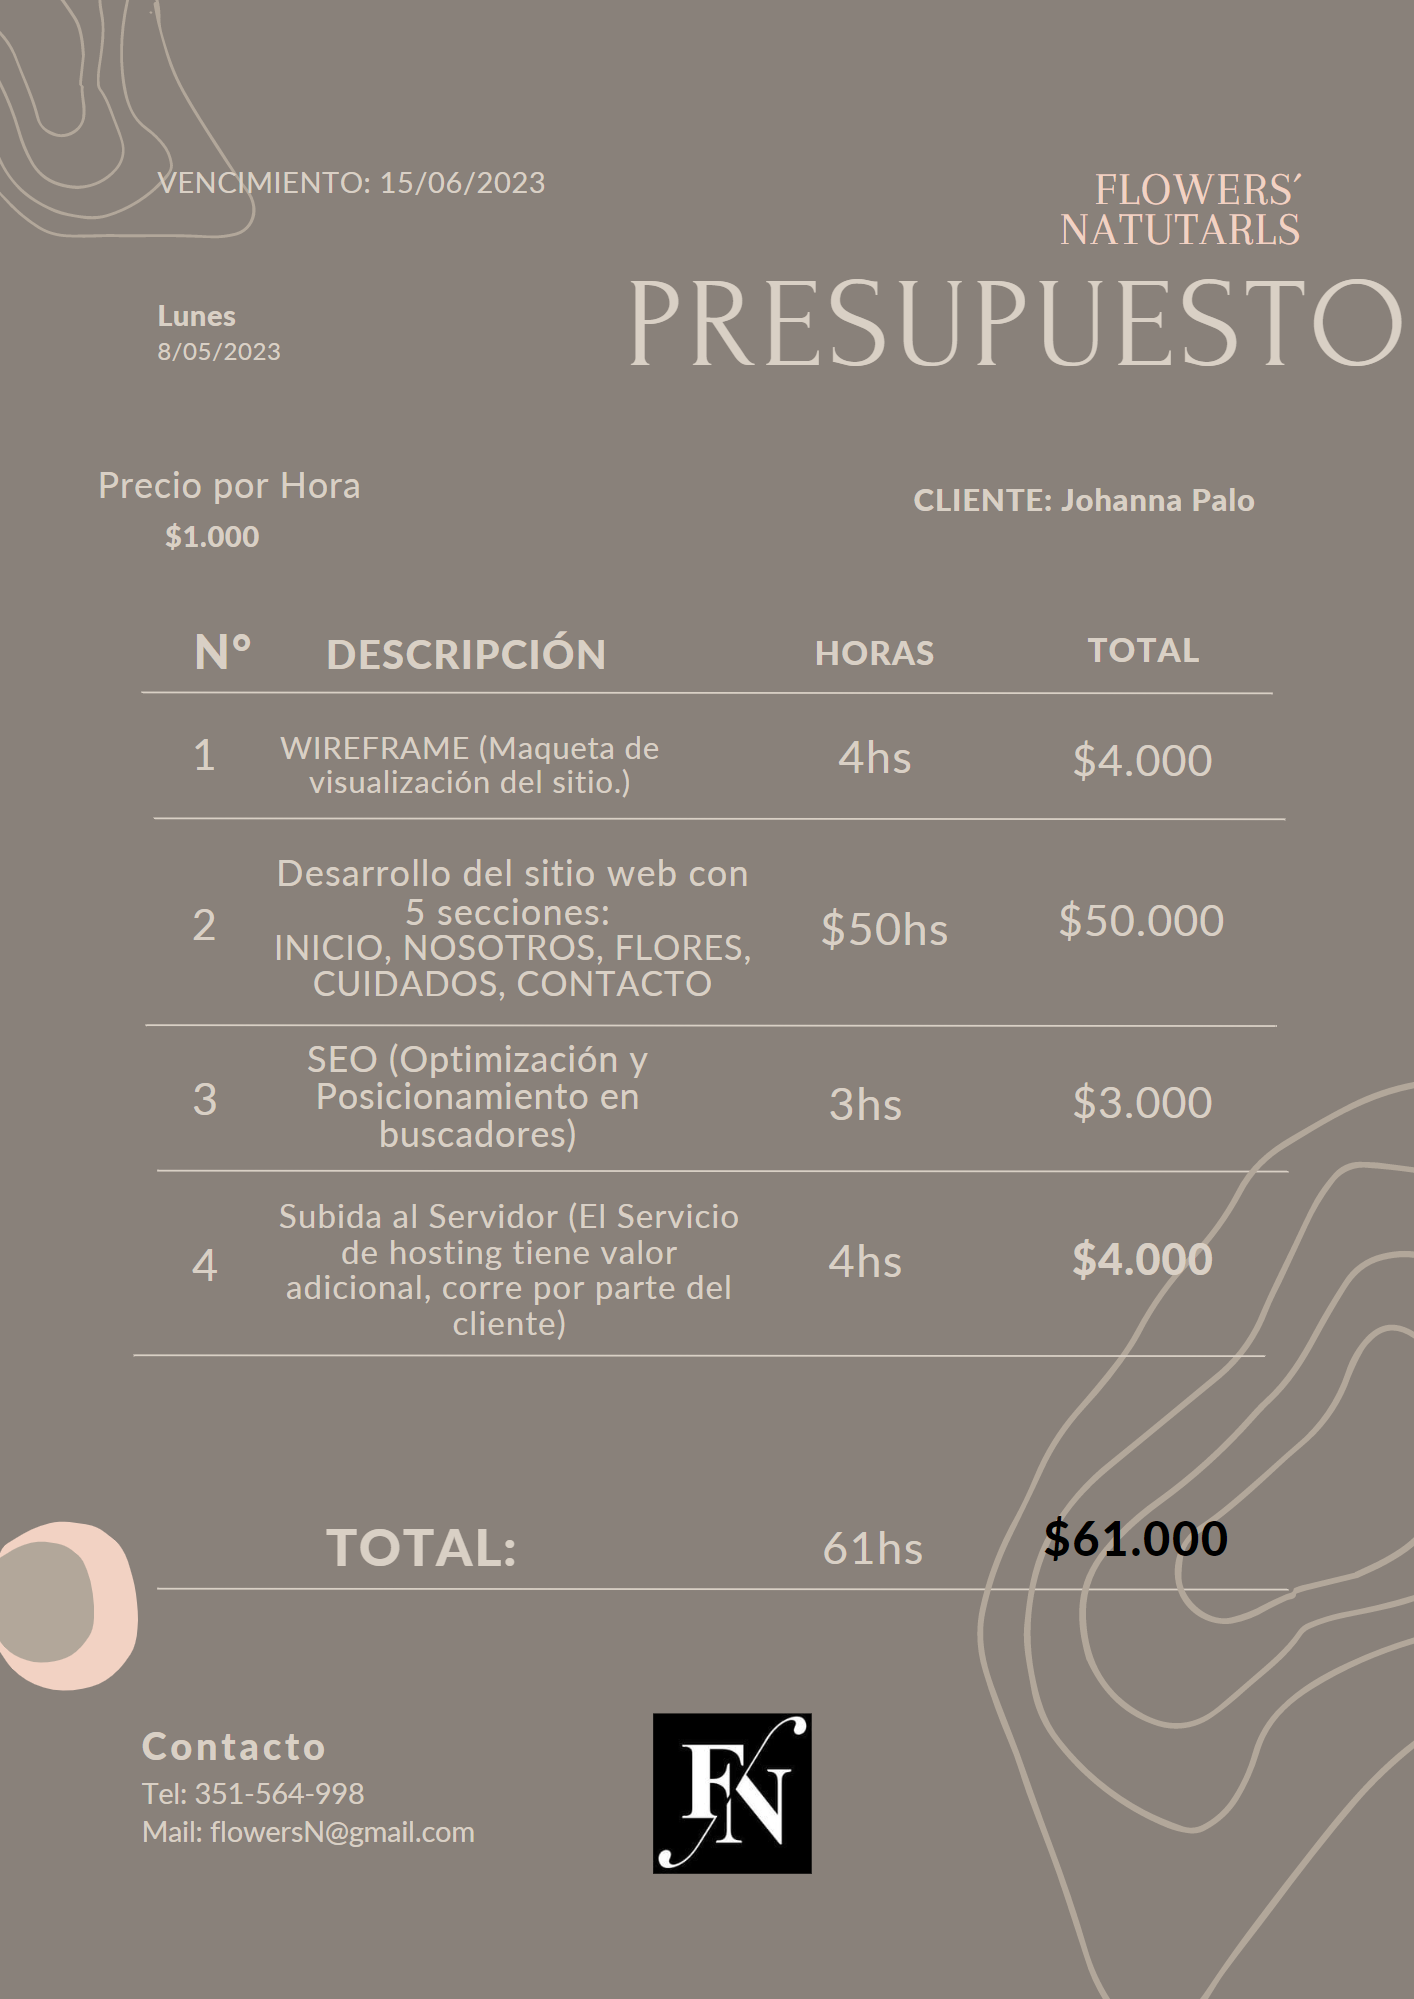 VENCIMIENTO: 15/06/2023
FLOWERS´
NATUTARLS
PRESUPUESTO
Lunes
8/05/2023
Precio por Hora
$1.000
CLIENTE: Johanna Palo
Nº DESCRIPCIÓN HORAS TOTAL
1 WIREFRAME (Maqueta de
visualización del sitio.)
4hs $4.000
2 Desarrollo del sitio web con
5 secciones:
INICIO, NOSOTROS, FLORES,
CUIDADOS, CONTACTO
$50hs $50.000
3 SEO (Optimización y
Posicionamiento en
buscadores)
3hs $3.000
4 Subida al Servidor (El Servicio
de hosting tiene valor
adicional, corre por parte del
cliente)
4hs $4.000
TOTAL: 61hs $61.000
Contacto
Tel: 351-564-998
Mail: flowersN@gmail.com
FN